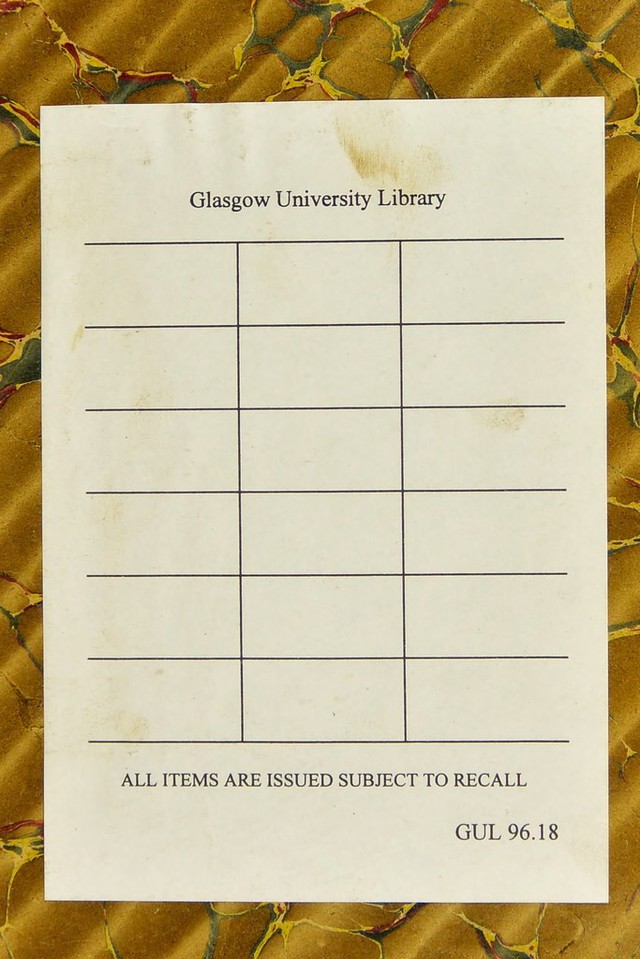 Glasgow University Library
ALL ITEMS ARE ISSUED SUBJECT TO RECALL
GUL 96.18